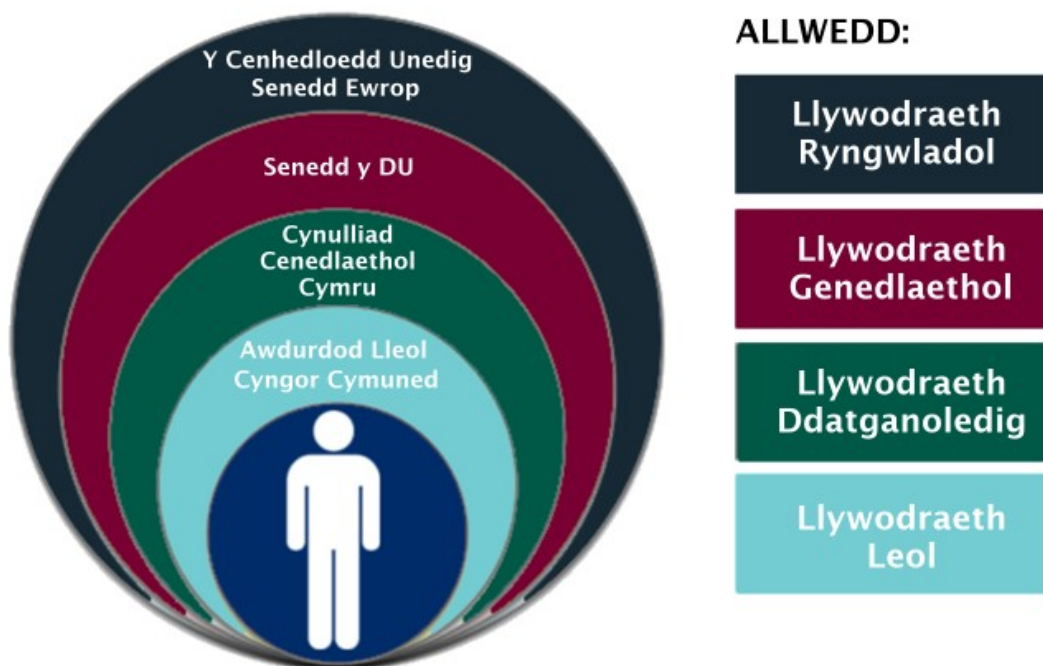 Y Cenhedloedd Unedig
Senedd Ewrop
Senedd y DU
Cynulliad
Cenedlaethol
Cymru
Awdurdod Lleol
Cyngor Cymuned
ALLWEDD:
Llywodraeth
Ryngwladol
Llywodraeth
Genedlaethol
Llywodraeth
Ddatganoledig
Llywodraeth
Leol